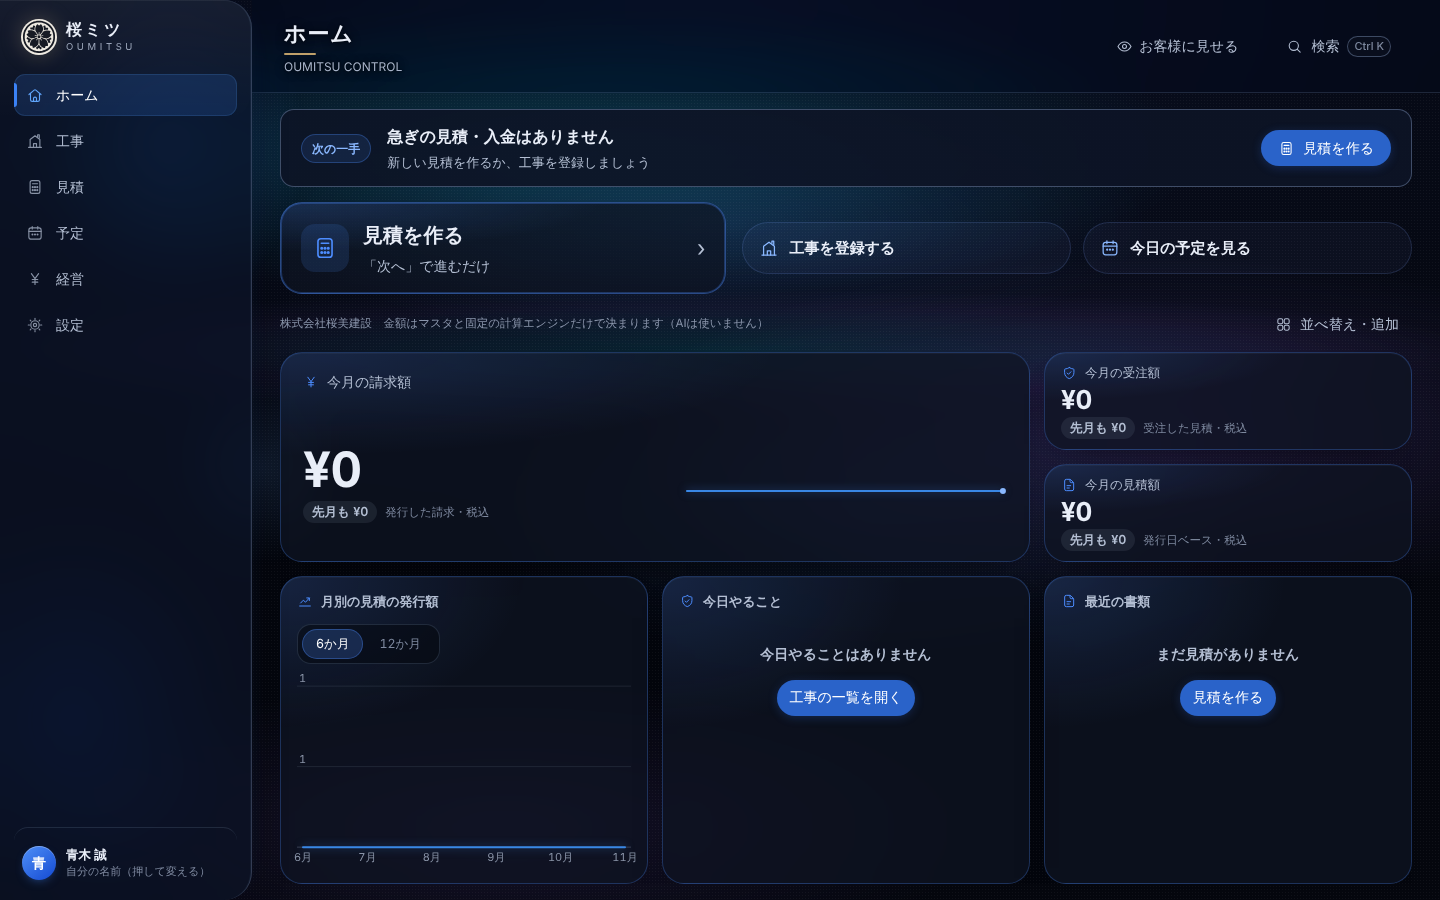 桜ミツ
OUMITSU
ホーム
工事
見積
予定
経営
設定
青
青木 誠
自分の名前（押して変える）
ホーム
OUMITSU CONTROL
お客様に見せる
検索 Ctrl K
次の一手
急ぎの見積・入金はありません
新しい見積を作るか、工事を登録しましょう
見積を作る
見積を作る
「次へ」で進むだけ
工事を登録する
今日の予定を見る
株式会社桜美建設　金額はマスタと固定の計算エンジンだけで決まります（AIは使いません）
並べ替え・追加
今月の請求額
¥0
先月も ¥0 発行した請求・税込
今月の受注額
¥0
先月も ¥0 受注した見積・税込
今月の見積額
¥0
先月も ¥0 発行日ベース・税込
月別の見積の発行額
6か月 12か月
1
1
6月 7月 8月 9月 10月 11月
今日やること
今日やることはありません
工事の一覧を開く
最近の書類
まだ見積がありません
見積を作る